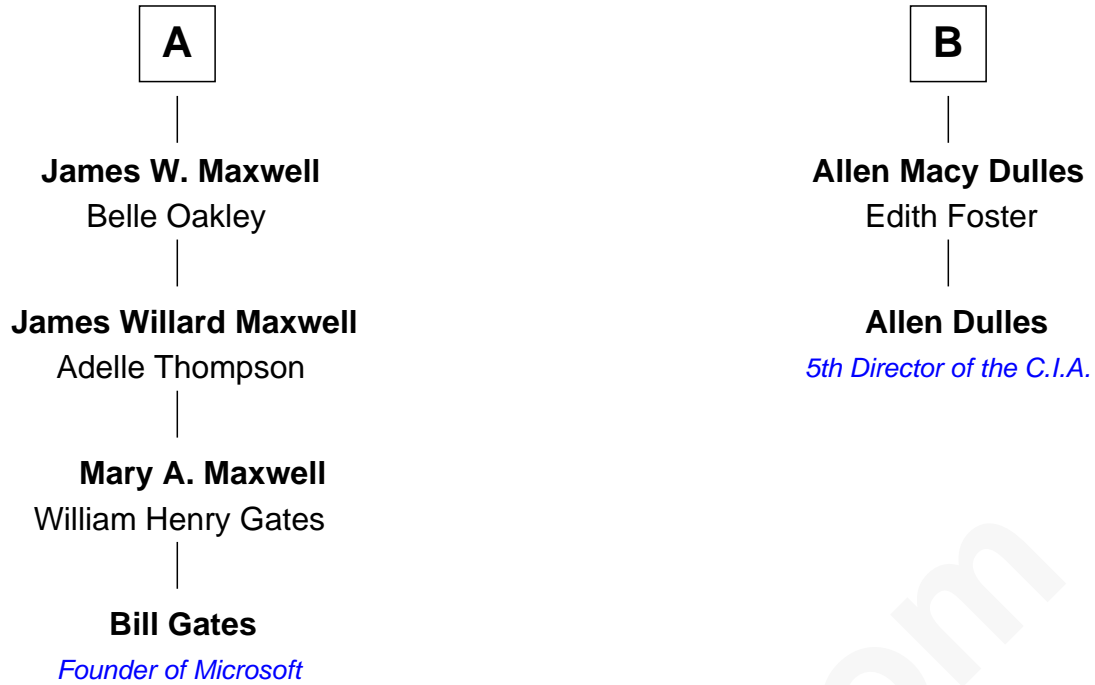 A
James W. Maxwell
Belle Oakley
James Willard Maxwell
Adelle Thompson
Mary A. Maxwell
William Henry Gates
Bill Gates
Founder of Microsoft
B
Allen Macy Dulles
Edith Foster
Allen Dulles
5th Director of the C.I.A.
om